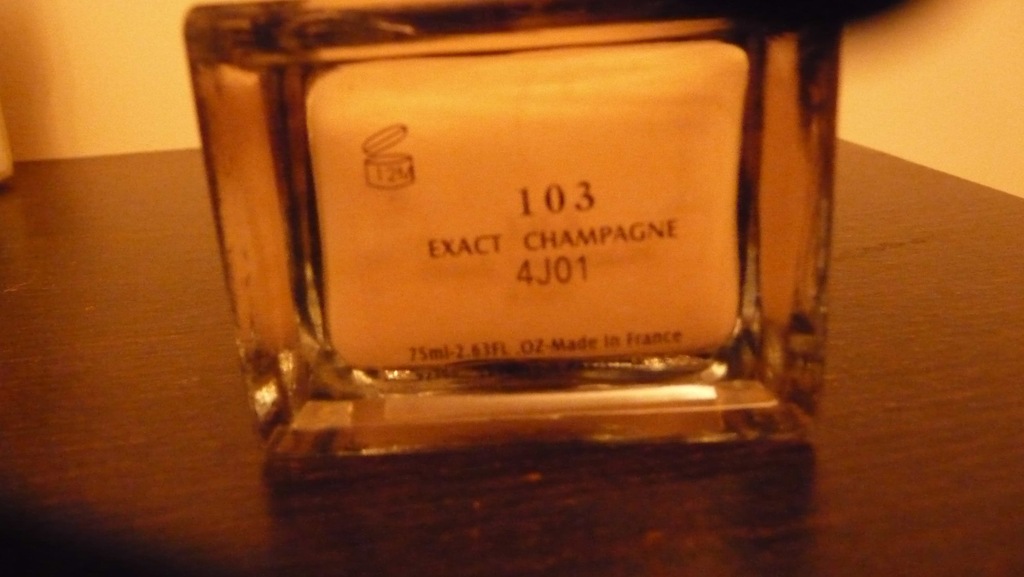 12M
103
EXACT CHAMPAGNE
4J01
75ml-2.63FL .OZ-Made in France